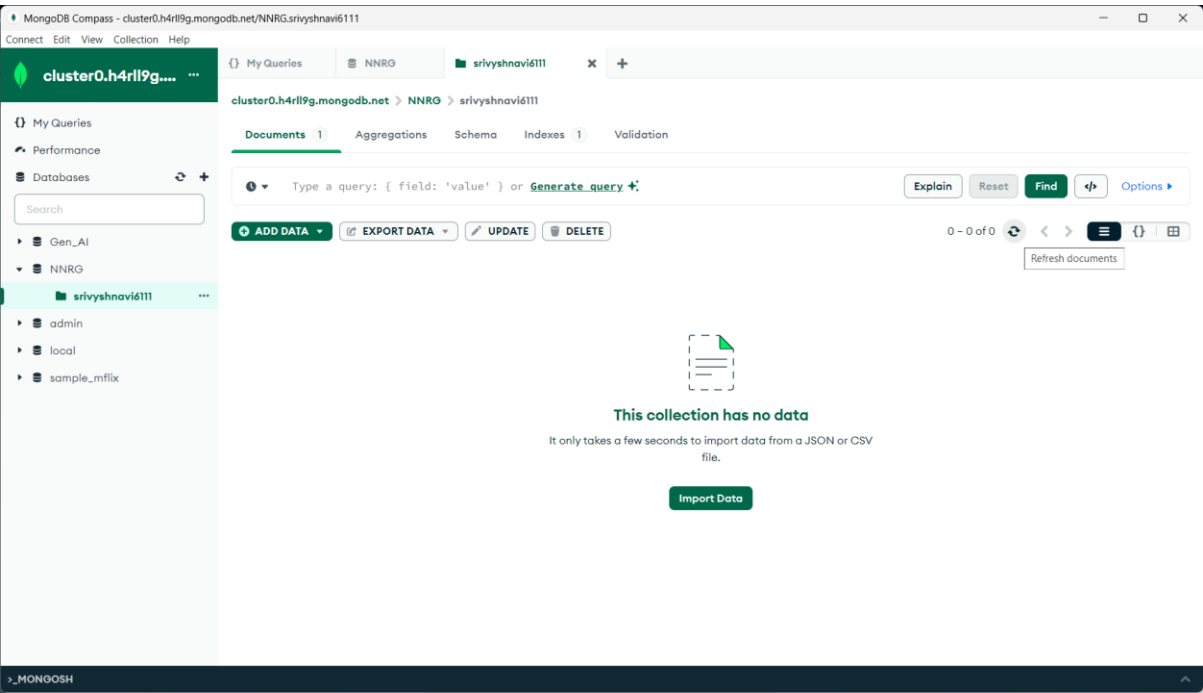 MongoDB Compass - cluster0.h4rll9g.mongodb.net/NNRG.srivyshnavi6111
Connect Edit View Collection Help
cluster0.h4rll9g.... ...
{} My Queries
Performance
Databases
Search
Gen_AI
NNRG
srivyshnavi6111 ...
admin
local
sample_mflix
{} My Queries NNRG srivyshnavi6111
cluster0.h4rll9g.mongodb.net > NNRG > srivyshnavi6111
Documents 1 Aggregations Schema Indexes 1 Validation
Type a query: { field: 'value' } or Generate query
Explain Reset Find </> Options
ADD DATA EXPORT DATA UPDATE DELETE
0 – 0 of 0 {}
Refresh documents
This collection has no data
It only takes a few seconds to import data from a JSON or CSV
file.
Import Data
>_MONGOSH